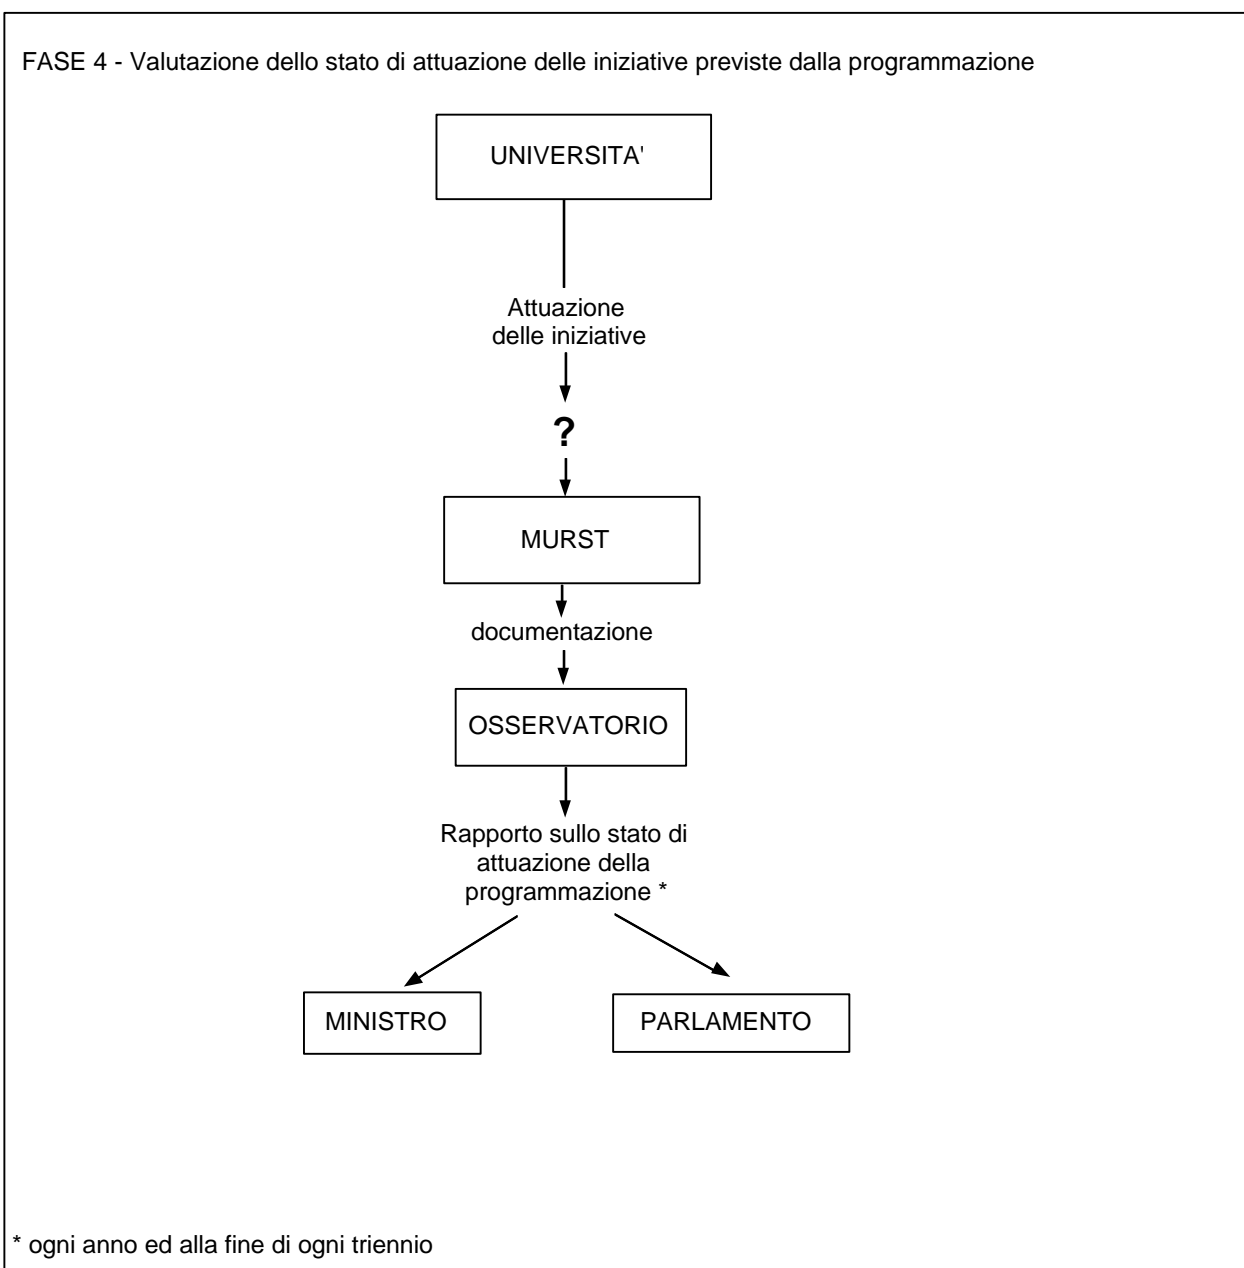 FASE 4 - Valutazione dello stato di attuazione delle iniziative previste dalla programmazione
UNIVERSITA'
Attuazione
delle iniziative
?
MURST
documentazione
OSSERVATORIO
Rapporto sullo stato di
attuazione della
programmazione *
MINISTRO
PARLAMENTO
* ogni anno ed alla fine di ogni triennio